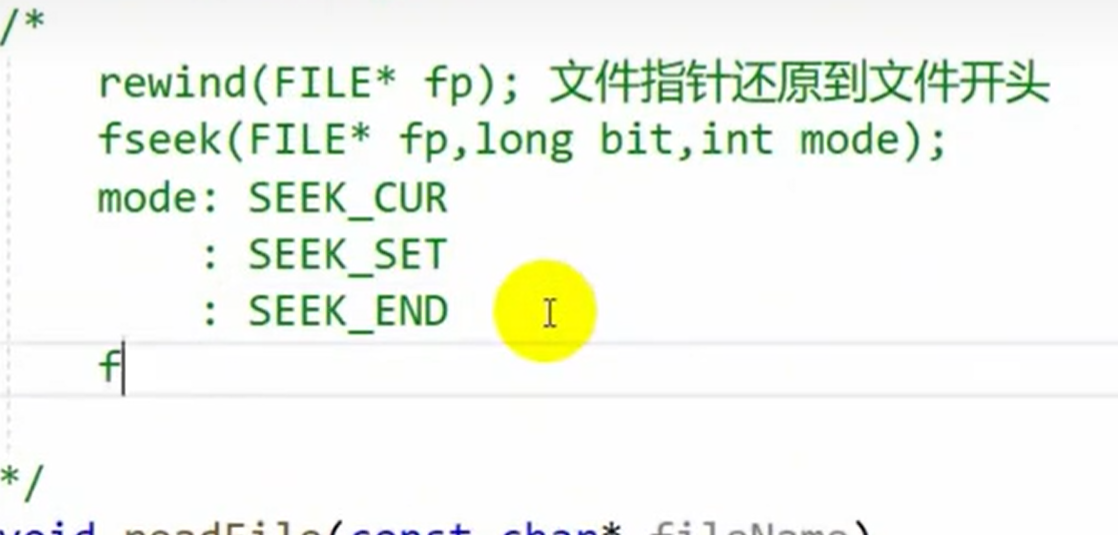 /*
rewind(FILE* fp); 文件指针还原到文件开头
fseek(FILE* fp,long bit,int mode);
mode: SEEK_CUR
: SEEK_SET
: SEEK_END
f
*/
void readFile(const char* fileName)